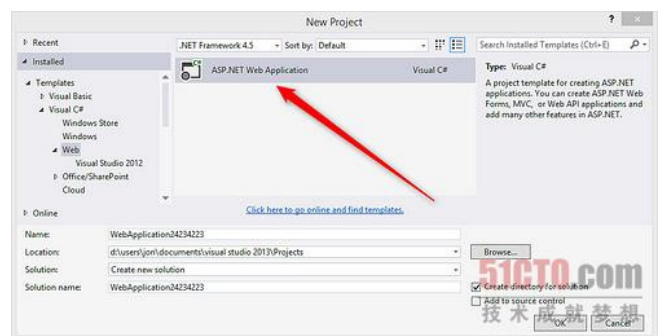 New Project
?
Recent
.NET Framework 4.5
Sort by: Default
Search Installed Templates (Ctrl+E)
Installed
ASP.NET Web Application
Visual C#
Type: Visual C#
A project template for creating ASP.NET
applications. You can create ASP.NET Web
Forms, MVC, or Web API applications and
add many other features in ASP.NET.
Templates
Visual Basic
Visual C#
Windows Store
Windows
Web
Visual Studio 2012
Office/SharePoint
Cloud
Online
Click here to go online and find templates.
Name:
WebApplication24234223
Location:
d:\users\jon\documents\visual studio 2013\Projects
Browse...
Solution:
Create new solution
Solution name:
WebApplication24234223
Create directory for solution
Add to source control
OK
Cancel
51CTO.com
技术成就梦想